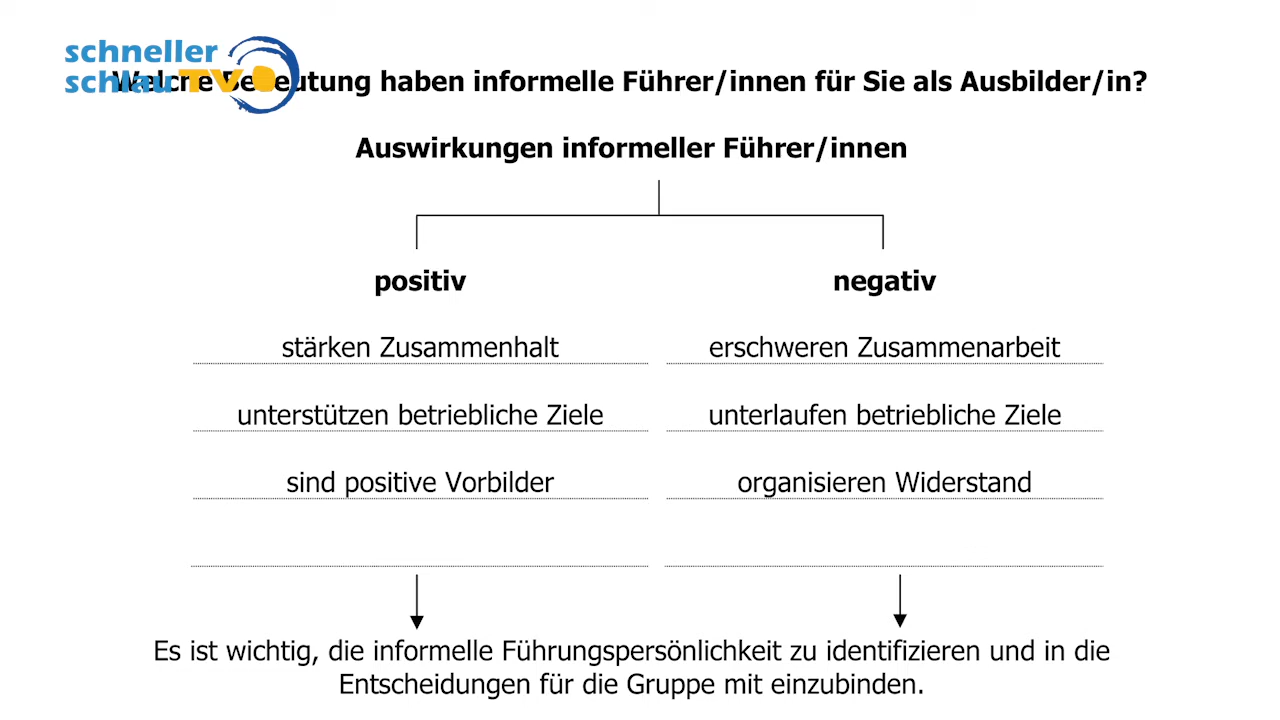 schneller
schlau TV
Welche Bedeutung haben informelle Führer/innen für Sie als Ausbilder/in?
Auswirkungen informeller Führer/innen
positiv
negativ
stärken Zusammenhalt
erschweren Zusammenarbeit
unterstützen betriebliche Ziele
unterlaufen betriebliche Ziele
sind positive Vorbilder
organisieren Widerstand
Es ist wichtig, die informelle Führungspersönlichkeit zu identifizieren und in die
Entscheidungen für die Gruppe mit einzubinden.